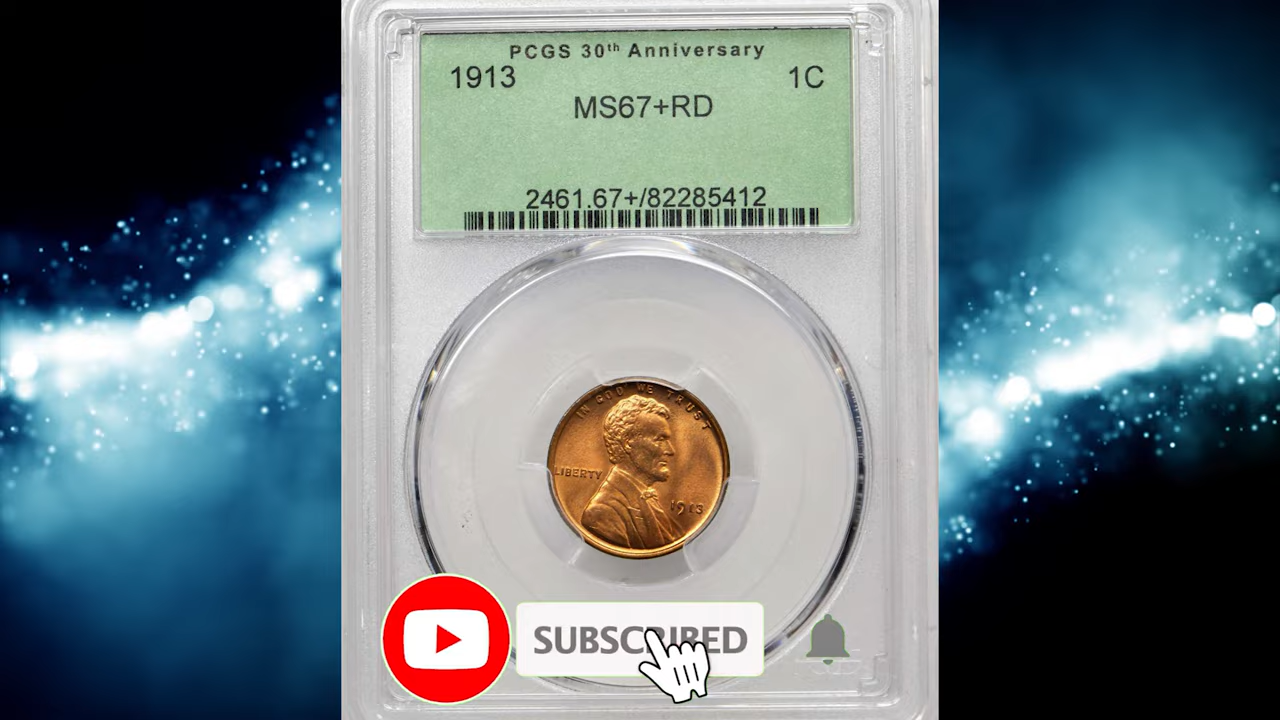 PCGS 30th Anniversary
1913 1C
MS67+RD
2461.67+/82285412
IN GOD WE TRUST
LIBERTY
1913
SUBSCRIBED